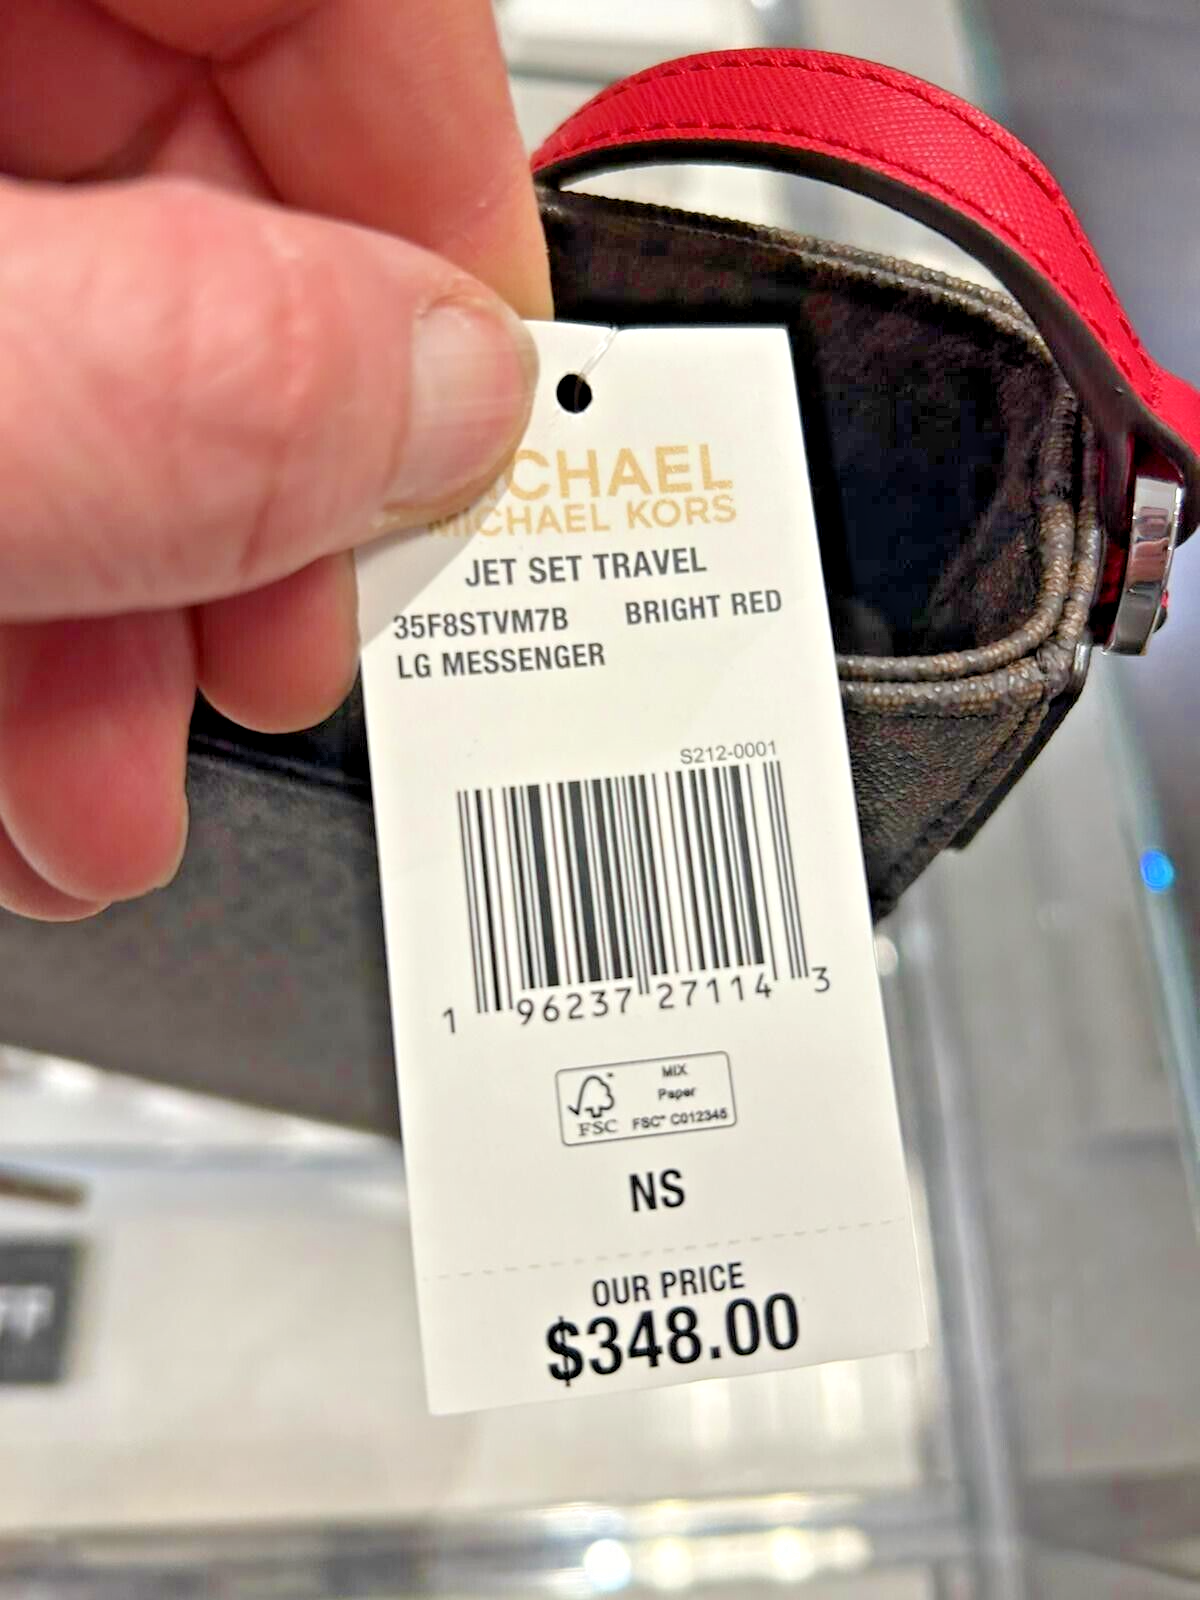 CHAEL
MICHAEL KORS
JET SET TRAVEL
35F8STVM7B BRIGHT RED
LG MESSENGER
S212-0001
1 96237 27114 3
FSC
MIX
Paper
FSC® C012345
NS
OUR PRICE
$348.00